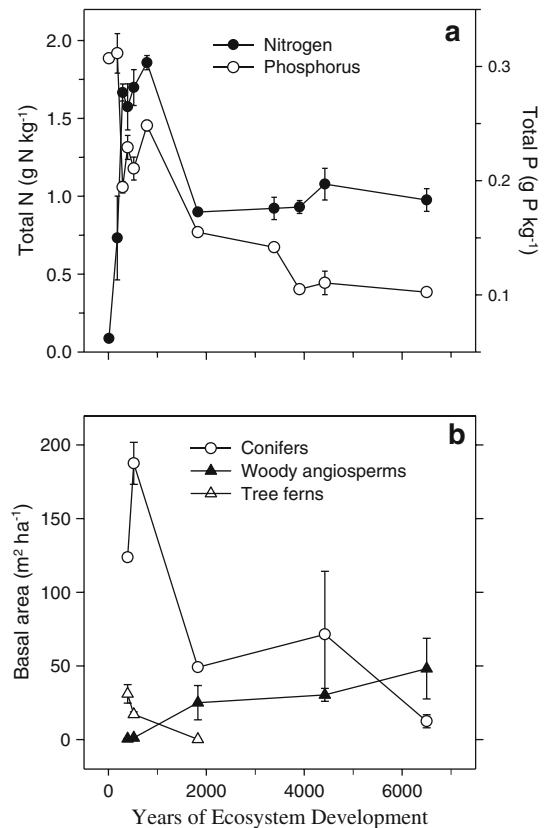 a
Nitrogen
Phosphorus
Total N (g N kg⁻¹)
2.0
1.5
1.0
0.5
0.0
Total P (g P kg⁻¹)
0.3
0.2
0.1
b
Conifers
Woody angiosperms
Tree ferns
Basal area (m² ha⁻¹)
200
150
100
50
0
0 2000 4000 6000
Years of Ecosystem Development